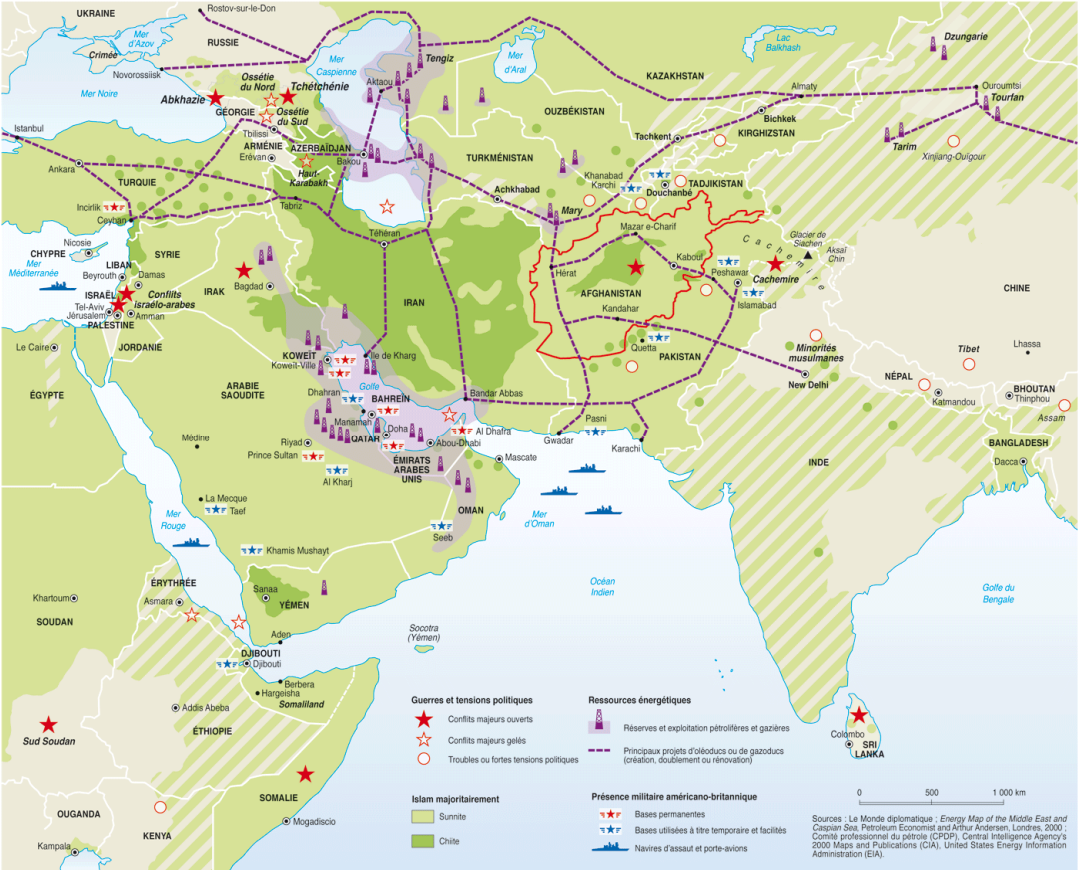 UKRAINE
Rostov-sur-le-Don
Mer
d'Azov
Crimée
RUSSIE
Novorossiisk
Mer Noire
Ossétie
du Nord
Tchétchénie
Abkhazie
GÉORGIE
Ossétie
du Sud
Tbilissi
ARMÉNIE
Erévan
AZERBAÏDJAN
Bakou
Haut-
Karabakh
Mer
Caspienne
Aktaou
Tengiz
Mer
d'Aral
Lac
Balkhash
Dzungarie
KAZAKHSTAN
Almaty
Ouroumtsi
Tourfan
Bichkek
OUZBÉKISTAN
Tachkent
KIRGHIZSTAN
Tarim
Xinjiang-Ouïgour
Istanbul
Ankara
TURQUIE
Incirlik
Ceyhan
Tabriz
TURKMÉNISTAN
Achkhabad
Khanabad
Karchi
Douchanbé
TADJIKISTAN
Mary
Mazar e-Charif
Téhéran
Hérat
Kaboul
Peshawar
Cachemire
Glacier de
Siachen
Aksaï
Chin
Cachemire
Islamabad
AFGHANISTAN
Kandahar
Quetta
PAKISTAN
CHINE
CHYPRE
Nicosie
Mer
Méditerranée
LIBAN
Beyrouth
SYRIE
Damas
ISRAËL
Conflits
israélo-arabes
Tel-Aviv
Jérusalem
Amman
PALESTINE
JORDANIE
Le Caire
ÉGYPTE
IRAK
Bagdad
IRAN
KOWEÏT
Koweït-Ville
Île de Kharg
Golfe
ARABIE
SAOUDITE
Dhahran
BAHREÏN
Manamah
Doha
QATAR
Bandar Abbas
Al Dhafra
Abou-Dhabi
Riyad
Prince Sultan
Al Kharj
ÉMIRATS
ARABES
UNIS
Mascate
Gwadar
Pasni
Karachi
Minorités
musulmanes
New Delhi
Tibet
Lhassa
NÉPAL
Katmandou
BHOUTAN
Thinphou
Assam
BANGLADESH
Dacca
INDE
Médine
La Mecque
Taef
Mer
Rouge
Khamis Mushayt
OMAN
Seeb
Mer
d'Oman
Océan
Indien
Golfe du
Bengale
ÉRYTHRÉE
Asmara
Khartoum
SOUDAN
Sanaa
YÉMEN
Aden
Socotra
(Yémen)
DJIBOUTI
Djibouti
Berbera
Hargeisha
Somaliland
Addis Abeba
ÉTHIOPIE
Sud Soudan
SOMALIE
Mogadiscio
OUGANDA
KENYA
Kampala
Colombo
SRI
LANKA
Guerres et tensions politiques
Conflits majeurs ouverts
Conflits majeurs gelés
Troubles ou fortes tensions politiques
Islam majoritairement
Sunnite
Chiite
Ressources énergétiques
Réserves et exploitation pétrolifères et gazières
Principaux projets d'oléoducs ou de gazoducs
(création, doublement ou rénovation)
Présence militaire américano-britannique
Bases permanentes
Bases utilisées à titre temporaire et facilités
Navires d'assaut et porte-avions
0 500 1 000 km
Sources : Le Monde diplomatique ; Energy Map of the Middle East and
Caspian Sea, Petroleum Economist and Arthur Andersen, Londres, 2000 ;
Comité professionnel du pétrole (CPDP), Central Intelligence Agency's
2000 Maps and Publications (CIA), United States Energy Information
Administration (EIA).